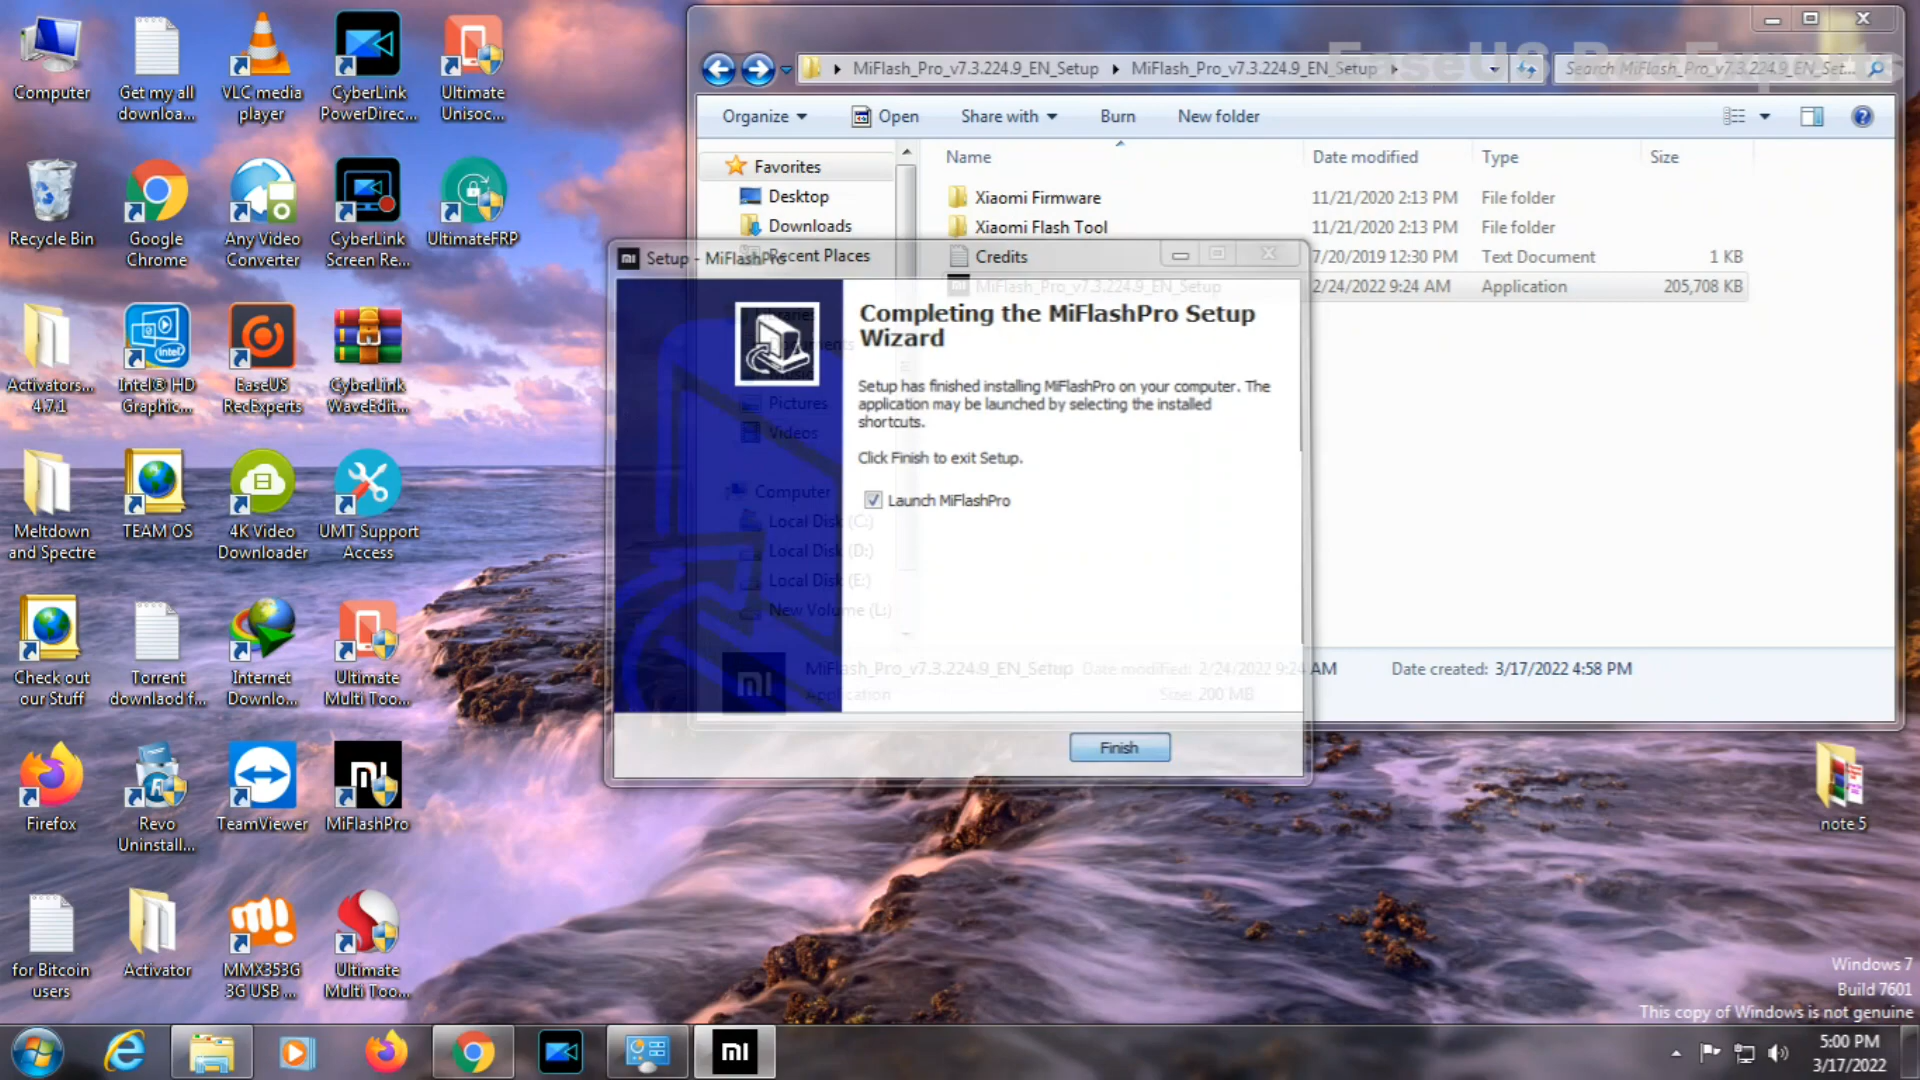 Computer
Get my all
downloa...
VLC media
player
CyberLink
PowerDirec...
Ultimate
Unisoc...
Recycle Bin
Google
Chrome
Any Video
Converter
CyberLink
Screen Re...
UltimateFRP
Activators...
4.7.1
Intel® HD
Graphic...
EaseUS
RecExperts
CyberLink
WaveEdit...
Meltdown
and Spectre
TEAM OS
4K Video
Downloader
UMT Support
Access
Check out
our Stuff
Torrent
downlaod f...
Internet
Downlo...
Ultimate
Multi Too...
Firefox
Revo
Uninstall...
TeamViewer
MiFlashPro
for Bitcoin
users
Activator
MMX353G
3G USB ...
Ultimate
Multi Too...
MiFlash_Pro_v7.3.224.9_EN_Setup
MiFlash_Pro_v7.3.224.9_EN_Setup
Search MiFlash_Pro_v7.3.224.9_EN_Set...
Organize
Open
Share with
Burn
New folder
Name
Date modified
Type
Size
Favorites
Desktop
Downloads
Recent Places
Xiaomi Firmware 11/21/2020 2:13 PM File folder
Xiaomi Flash Tool 11/21/2020 2:13 PM File folder
Credits 7/20/2019 12:30 PM Text Document 1 KB
MiFlash_Pro_v7.3.224.9_EN_Setup 2/24/2022 9:24 AM Application 205,708 KB
Setup - MiFlashPro
Completing the MiFlashPro Setup
Wizard
Setup has finished installing MiFlashPro on your computer. The
application may be launched by selecting the installed
shortcuts.
Click Finish to exit Setup.
Launch MiFlashPro
Pictures
Videos
Computer
Local Disk (C:)
Local Disk (D:)
Local Disk (E:)
New Volume (L:)
MiFlash_Pro_v7.3.224.9_EN_Setup Date modified: 2/24/2022 9:24 AM Date created: 3/17/2022 4:58 PM
Application Size: 200 MB
Finish
note 5
Windows 7
Build 7601
This copy of Windows is not genuine
5:00 PM
3/17/2022